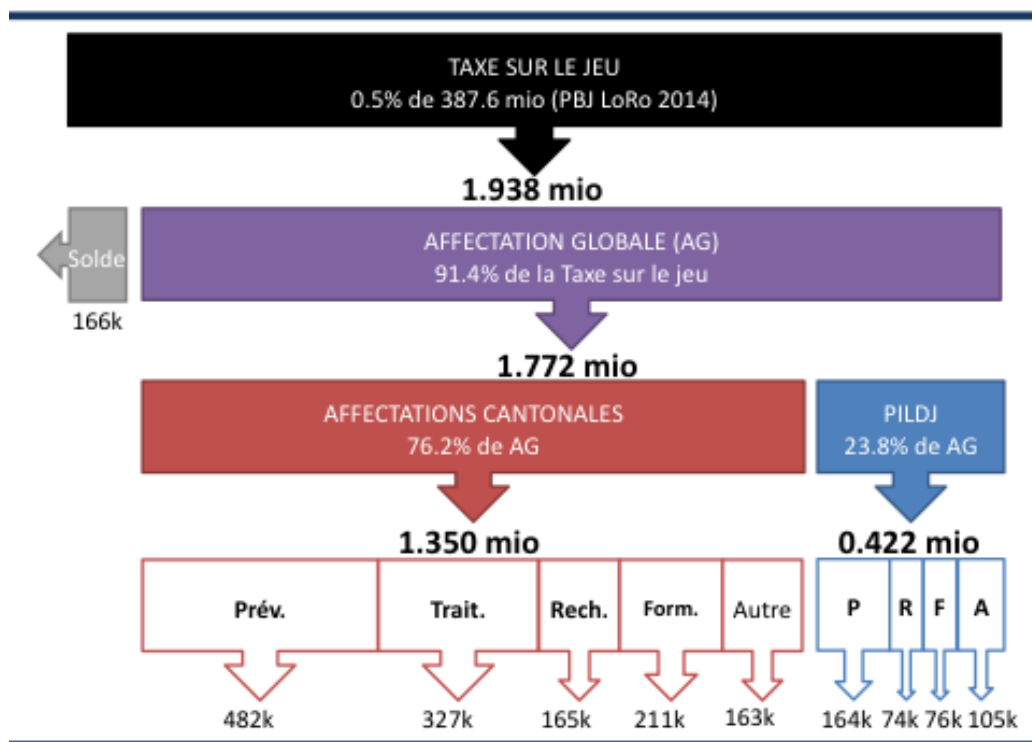 TAXE SUR LE JEU
0.5% de 387.6 mio (PBJ LoRo 2014)
1.938 mio
Solde
166k
AFFECTATION GLOBALE (AG)
91.4% de la Taxe sur le jeu
1.772 mio
AFFECTATIONS CANTONALES
76.2% de AG
PILDJ
23.8% de AG
1.350 mio
0.422 mio
Prév. Trait. Rech. Form. Autre P R F A
482k 327k 165k 211k 163k 164k 74k 76k 105k